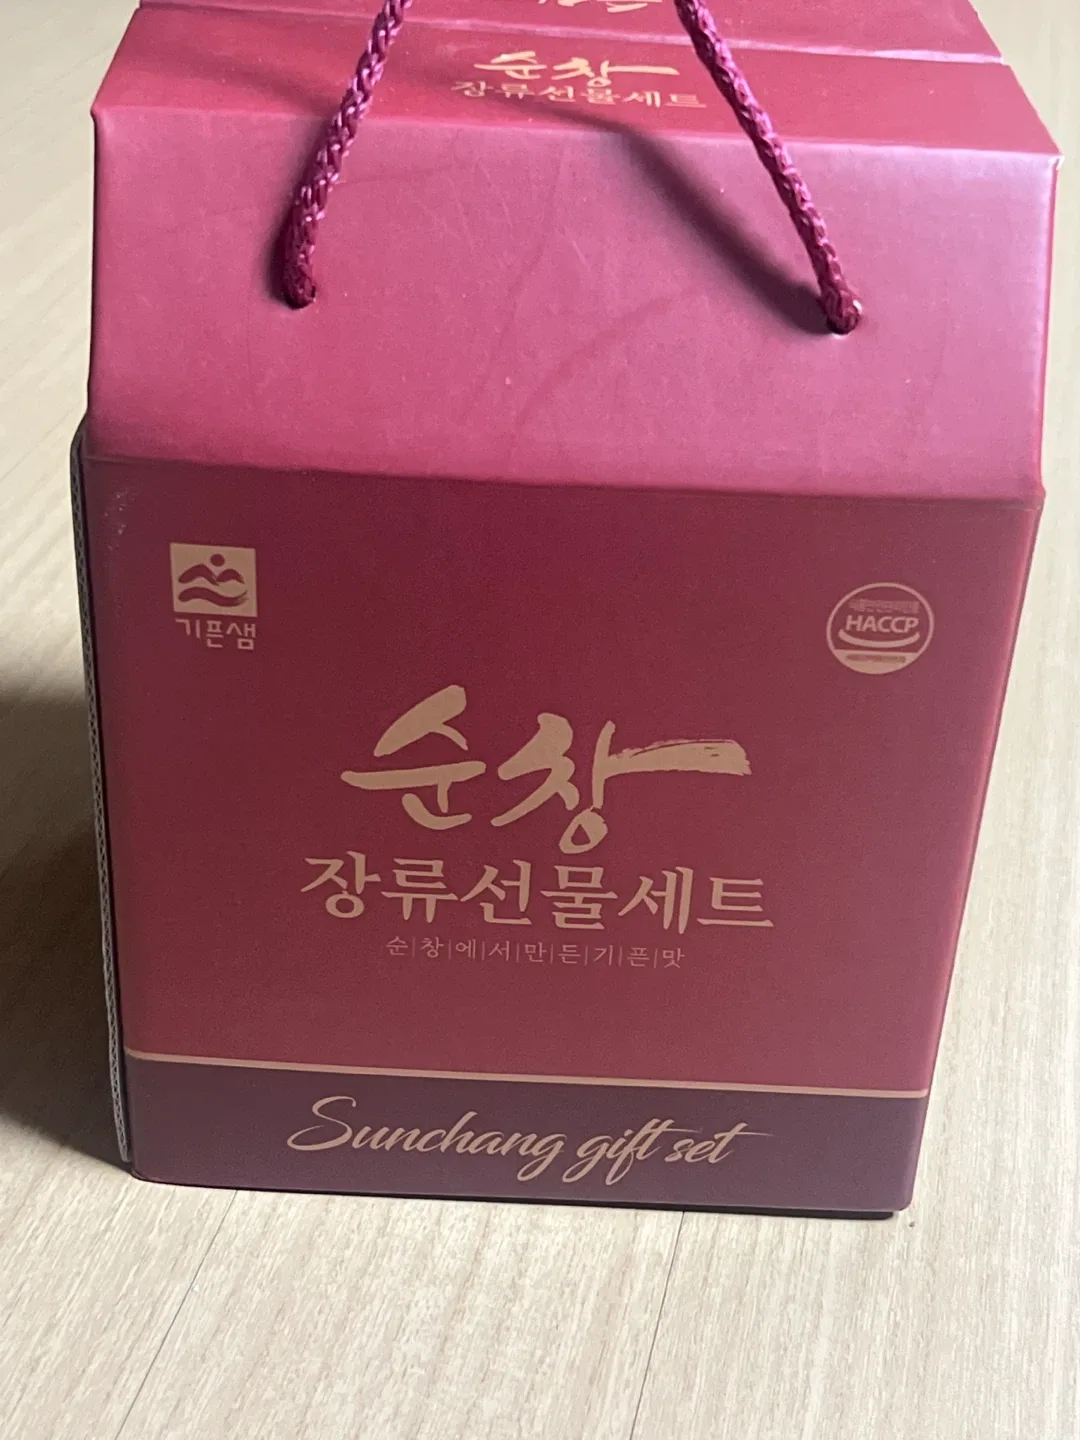 순창
장류선물세트
기픈샘
HACCP
순창
장류선물세트
순|창|에|서|만|든|기|픈|맛
Sunchang gift set